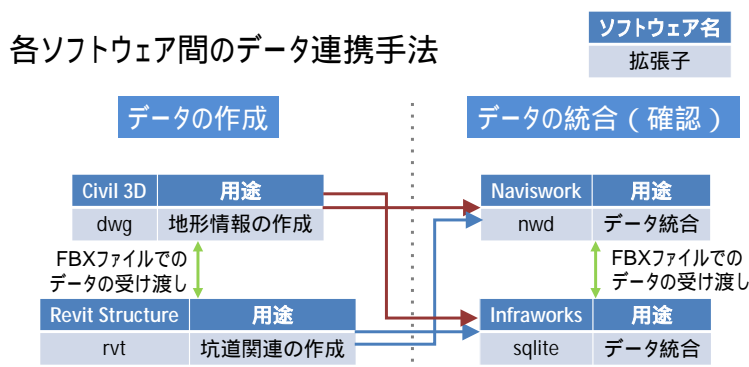 各ソフトウェア間のデータ連携手法
ソフトウェア名
拡張子
データの作成
データの統合（確認）
Civil 3D 用途
dwg 地形情報の作成
FBXファイルでの
データの受け渡し
Revit Structure 用途
rvt 坑道関連の作成
Naviswork 用途
nwd データ統合
FBXファイルでの
データの受け渡し
Infraworks 用途
sqlite データ統合